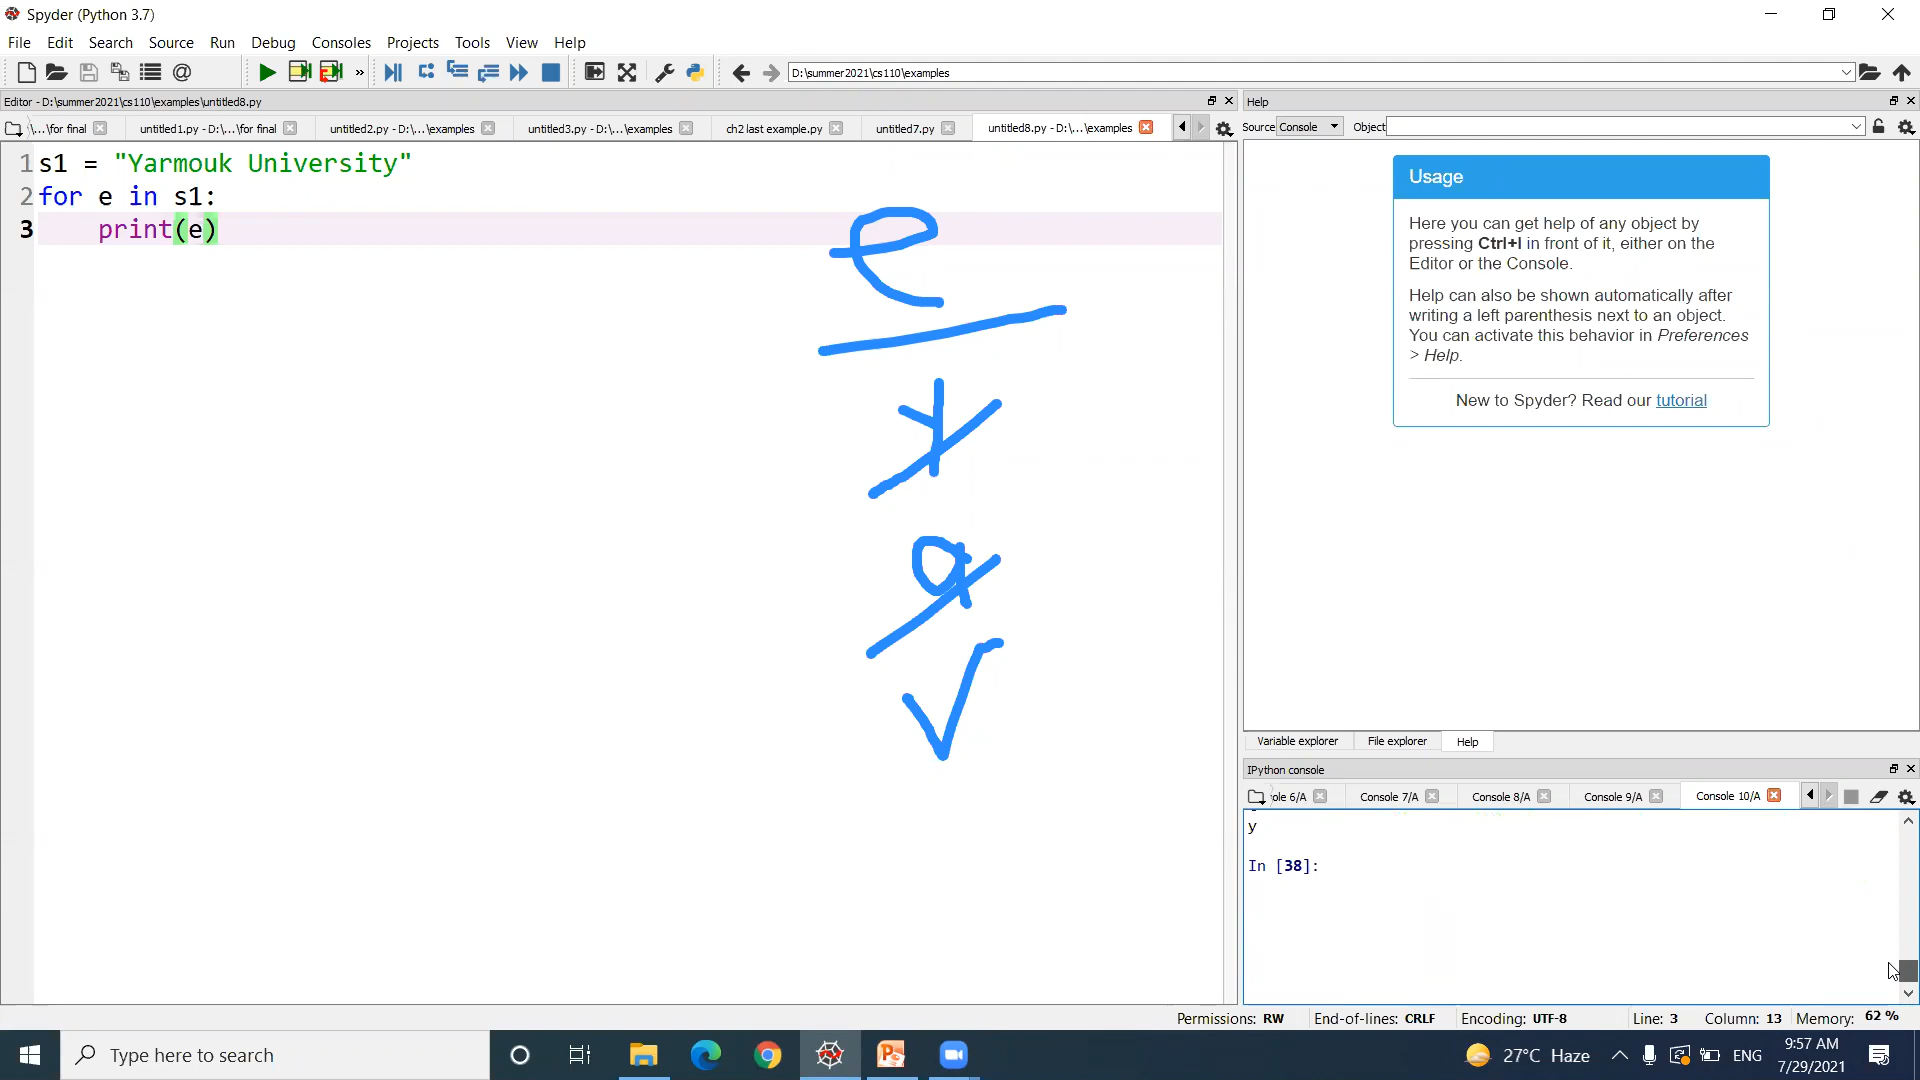 Spyder (Python 3.7)
File Edit Search Source Run Debug Consoles Projects Tools View Help
D:\summer2021\cs110\examples
Editor - D:\summer2021\cs110\examples\untitled8.py
\...\for final untitled1.py - D:\...\for final untitled2.py - D:\...\examples untitled3.py - D:\...\examples ch2 last example.py untitled7.py untitled8.py - D:\...\examples
1 s1 = "Yarmouk University"
2 for e in s1:
3 print(e)
e
Y
a
Help
Source Console Object
Usage
Here you can get help of any object by
pressing Ctrl+I in front of it, either on the
Editor or the Console.
Help can also be shown automatically after
writing a left parenthesis next to an object.
You can activate this behavior in Preferences
> Help.
New to Spyder? Read our tutorial
Variable explorer File explorer Help
IPython console
ole 6/A Console 7/A Console 8/A Console 9/A Console 10/A
y
In [38]:
Permissions: RW End-of-lines: CRLF Encoding: UTF-8 Line: 3 Column: 13 Memory: 62 %
Type here to search
27°C Haze ENG 9:57 AM
7/29/2021